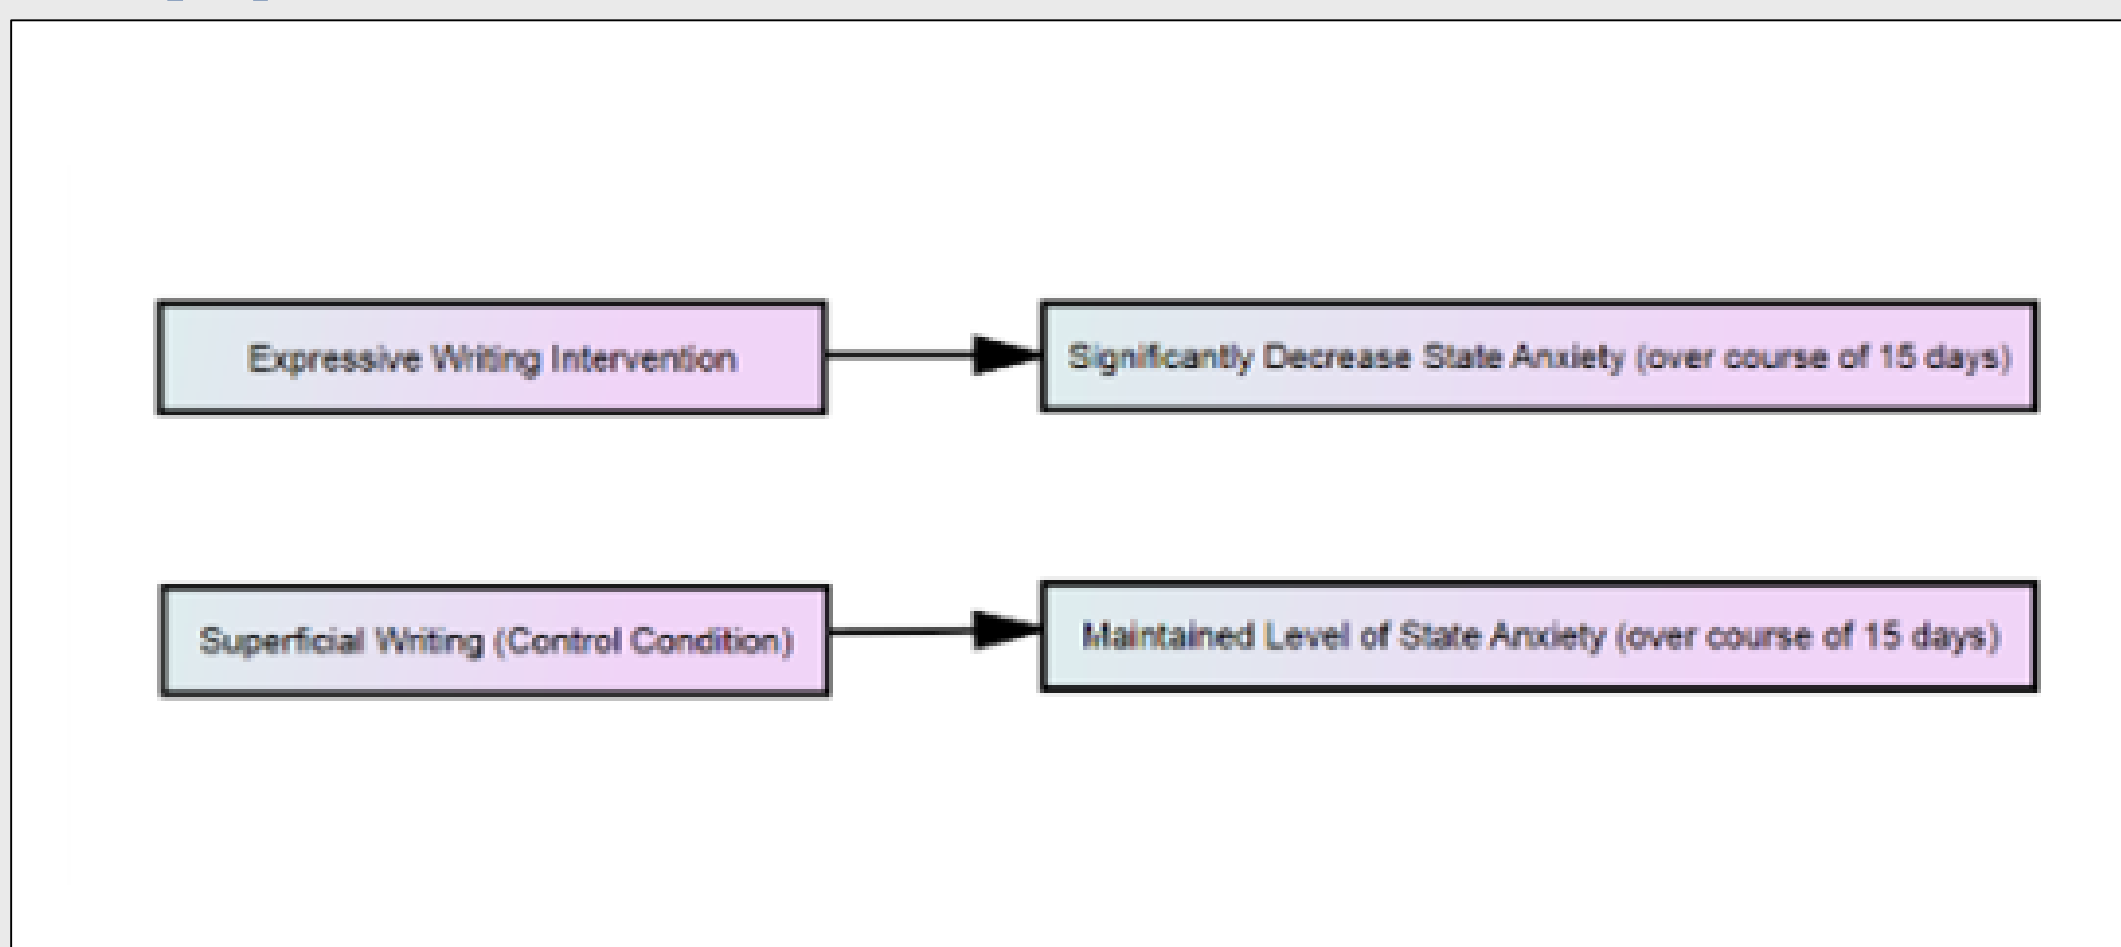 Expressive Writing Intervention
Significantly Decrease State Anxiety (over course of 15 days)
Superficial Writing (Control Condition)
Maintained Level of State Anxiety (over course of 15 days)